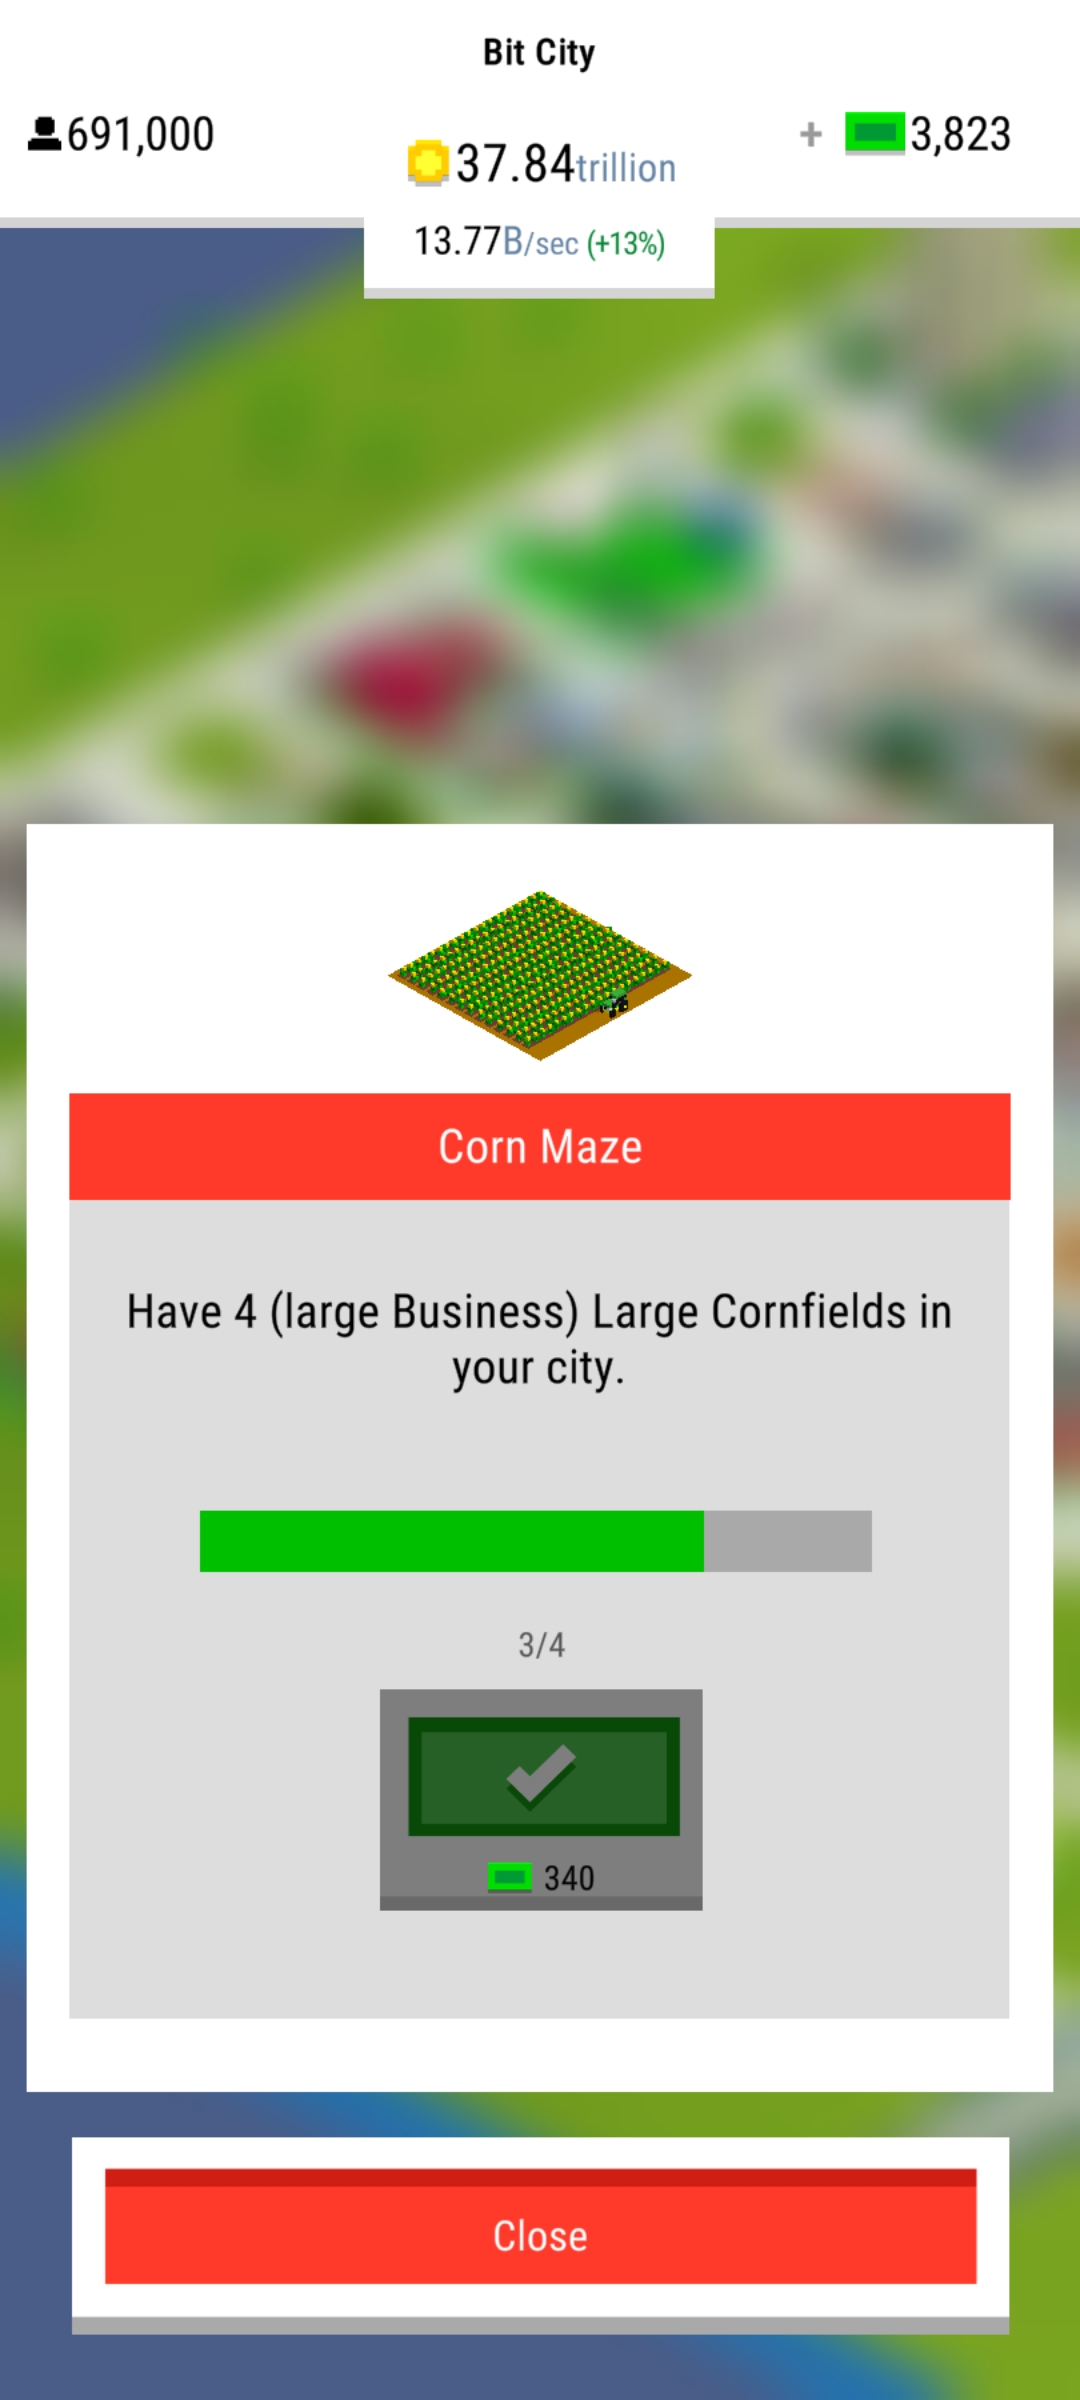 Bit City
691,000
37.84trillion
+ 3,823
13.77B/sec (+13%)
Corn Maze
Have 4 (large Business) Large Cornfields in
your city.
3/4
340
Close